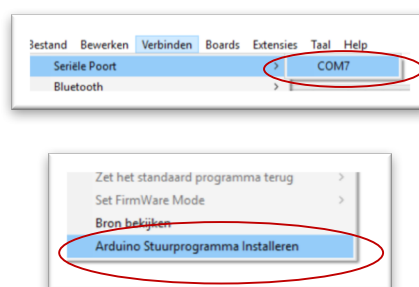 Bestand Bewerken Verbinden Boards Extensies Taal Help
Seriële Poort > COM7
Bluetooth >
Zet het standaard programma terug >
Set FirmWare Mode >
Bron bekijken
Arduino Stuurprogramma Installeren